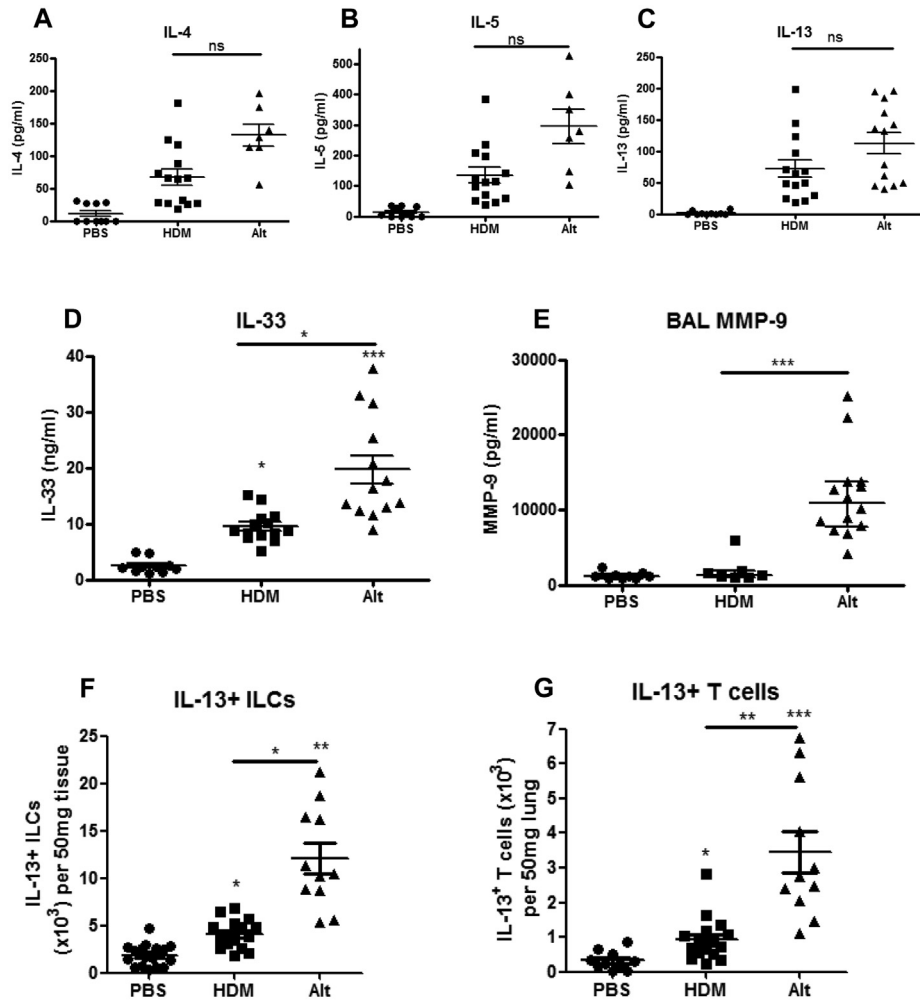 A
IL-4
ns
IL-4 (pg/ml)
250
200
150
100
50
0
PBS
HDM
Alt
B
IL-5
ns
IL-5 (pg/ml)
500
400
300
200
100
0
PBS
HDM
Alt
C
IL-13
ns
IL-13 (pg/ml)
250
200
150
100
50
0
PBS
HDM
Alt
D
IL-33
*
***
*
IL-33 (ng/ml)
40
30
20
10
0
PBS
HDM
Alt
E
BAL MMP-9
***
MMP-9 (pg/ml)
30000
20000
10000
0
PBS
HDM
Alt
F
IL-13+ ILCs
*
**
*
IL-13+ ILCs
(x10³) per 50mg tissue
25
20
15
10
5
0
PBS
HDM
Alt
G
IL-13+ T cells
**
***
*
IL-13⁺ T cells (x10³)
per 50mg lung
7
6
5
4
3
2
1
0
PBS
HDM
Alt